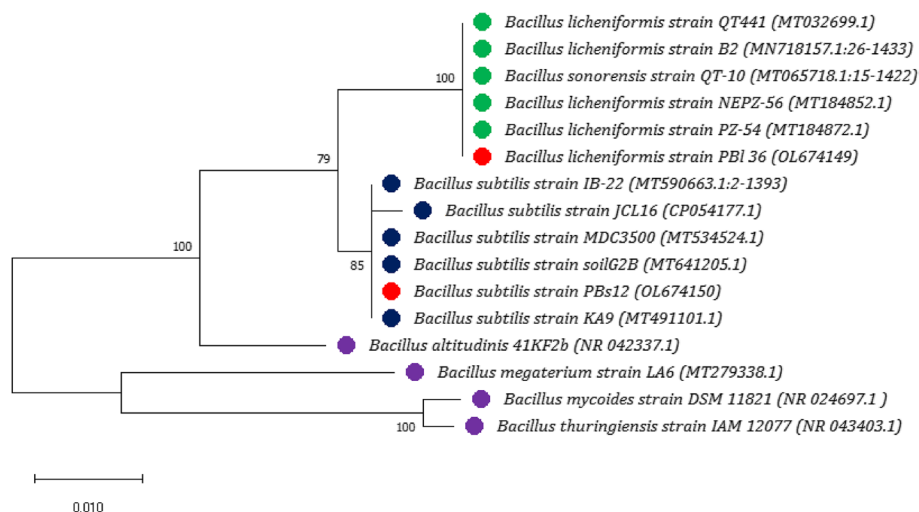 Bacillus licheniformis strain QT441 (MT032699.1)
Bacillus licheniformis strain B2 (MN718157.1:26-1433)
100
Bacillus sonorensis strain QT-10 (MT065718.1:15-1422)
Bacillus licheniformis strain NEPZ-56 (MT184852.1)
Bacillus licheniformis strain PZ-54 (MT184872.1)
79
Bacillus licheniformis strain PBl 36 (OL674149)
Bacillus subtilis strain IB-22 (MT590663.1:2-1393)
Bacillus subtilis strain JCL16 (CP054177.1)
Bacillus subtilis strain MDC3500 (MT534524.1)
100
85
Bacillus subtilis strain soilG2B (MT641205.1)
Bacillus subtilis strain PBs12 (OL674150)
Bacillus subtilis strain KA9 (MT491101.1)
Bacillus altitudinis 41KF2b (NR 042337.1)
Bacillus megaterium strain LA6 (MT279338.1)
Bacillus mycoides strain DSM 11821 (NR 024697.1 )
100
Bacillus thuringiensis strain IAM 12077 (NR 043403.1)
0.010